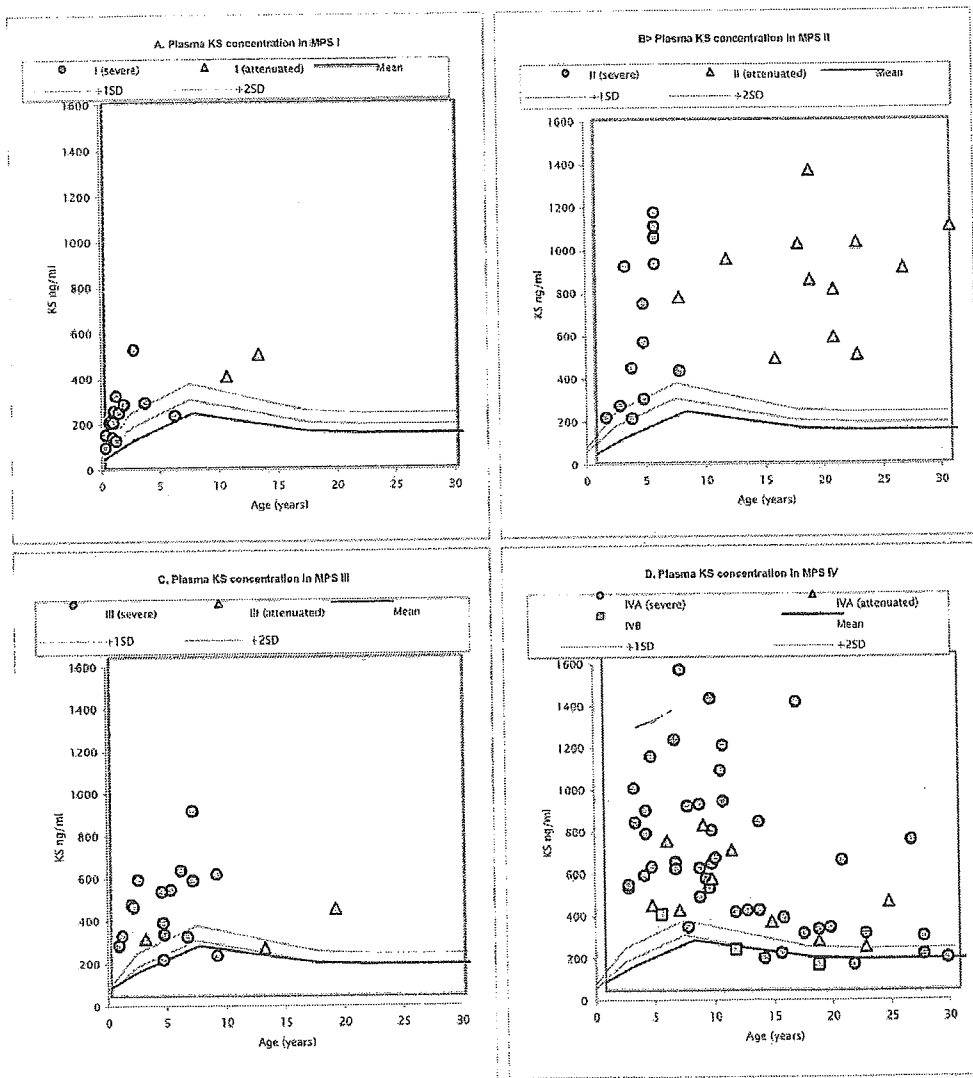 A. Plasma KS concentration in MPS I
I (severe) I (attenuated) Mean
+1SD +2SD
1600
1400
1200
1000
800
600
400
200
0
KS ng/ml
0 5 10 15 20 25 30
Age (years)
B> Plasma KS concentration in MPS II
II (severe) II (attenuated) Mean
+1SD +2SD
1600
1400
1200
1000
800
600
400
200
0
KS ng/ml
0 5 10 15 20 25 30
Age (years)
C. Plasma KS concentration in MPS III
III (severe) III (attenuated) Mean
+1SD +2SD
1600
1400
1200
1000
800
600
400
200
0
KS ng/ml
0 5 10 15 20 25 30
Age (years)
D. Plasma KS concentration in MPS IV
IVA (severe) IVA (attenuated)
IVB Mean
+1SD +2SD
1600
1400
1200
1000
800
600
400
200
0
KS ng/ml
0 5 10 15 20 25 30
Age (years)